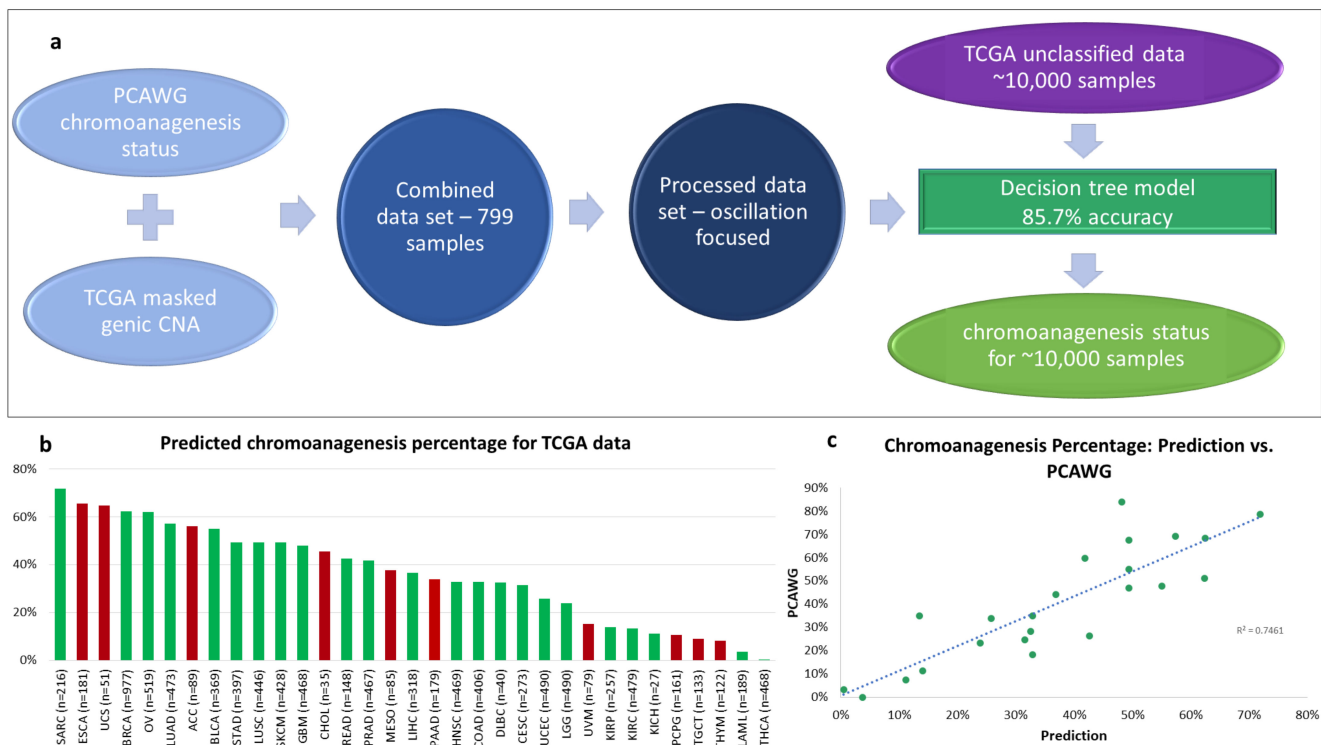 a
PCAWG
chromoanagenesis
status
TCGA masked
genic CNA
Combined
data set – 799
samples
Processed data
set – oscillation
focused
TCGA unclassified data
~10,000 samples
Decision tree model
85.7% accuracy
chromoanagenesis status
for ~10,000 samples
b
Predicted chromoanagenesis percentage for TCGA data
80%
60%
40%
20%
0%
SARC (n=216)
ESCA (n=181)
UCS (n=51)
BRCA (n=977)
OV (n=519)
LUAD (n=473)
ACC (n=89)
BLCA (n=369)
STAD (n=397)
LUSC (n=446)
SKCM (n=428)
GBM (n=468)
CHOL (n=35)
READ (n=148)
PRAD (n=467)
MESO (n=85)
LIHC (n=318)
PAAD (n=179)
HNSC (n=469)
COAD (n=406)
DLBC (n=40)
CESC (n=273)
UCEC (n=490)
LGG (n=490)
UVM (n=79)
KIRP (n=257)
KIRC (n=479)
KICH (n=27)
PCPG (n=161)
TGCT (n=133)
THYM (n=122)
LAML (n=189)
THCA (n=468)
c
Chromoanagenesis Percentage: Prediction vs.
PCAWG
90%
80%
70%
60%
50%
40%
30%
20%
10%
0%
PCAWG
R² = 0.7461
0%
10%
20%
30%
40%
50%
60%
70%
80%
Prediction